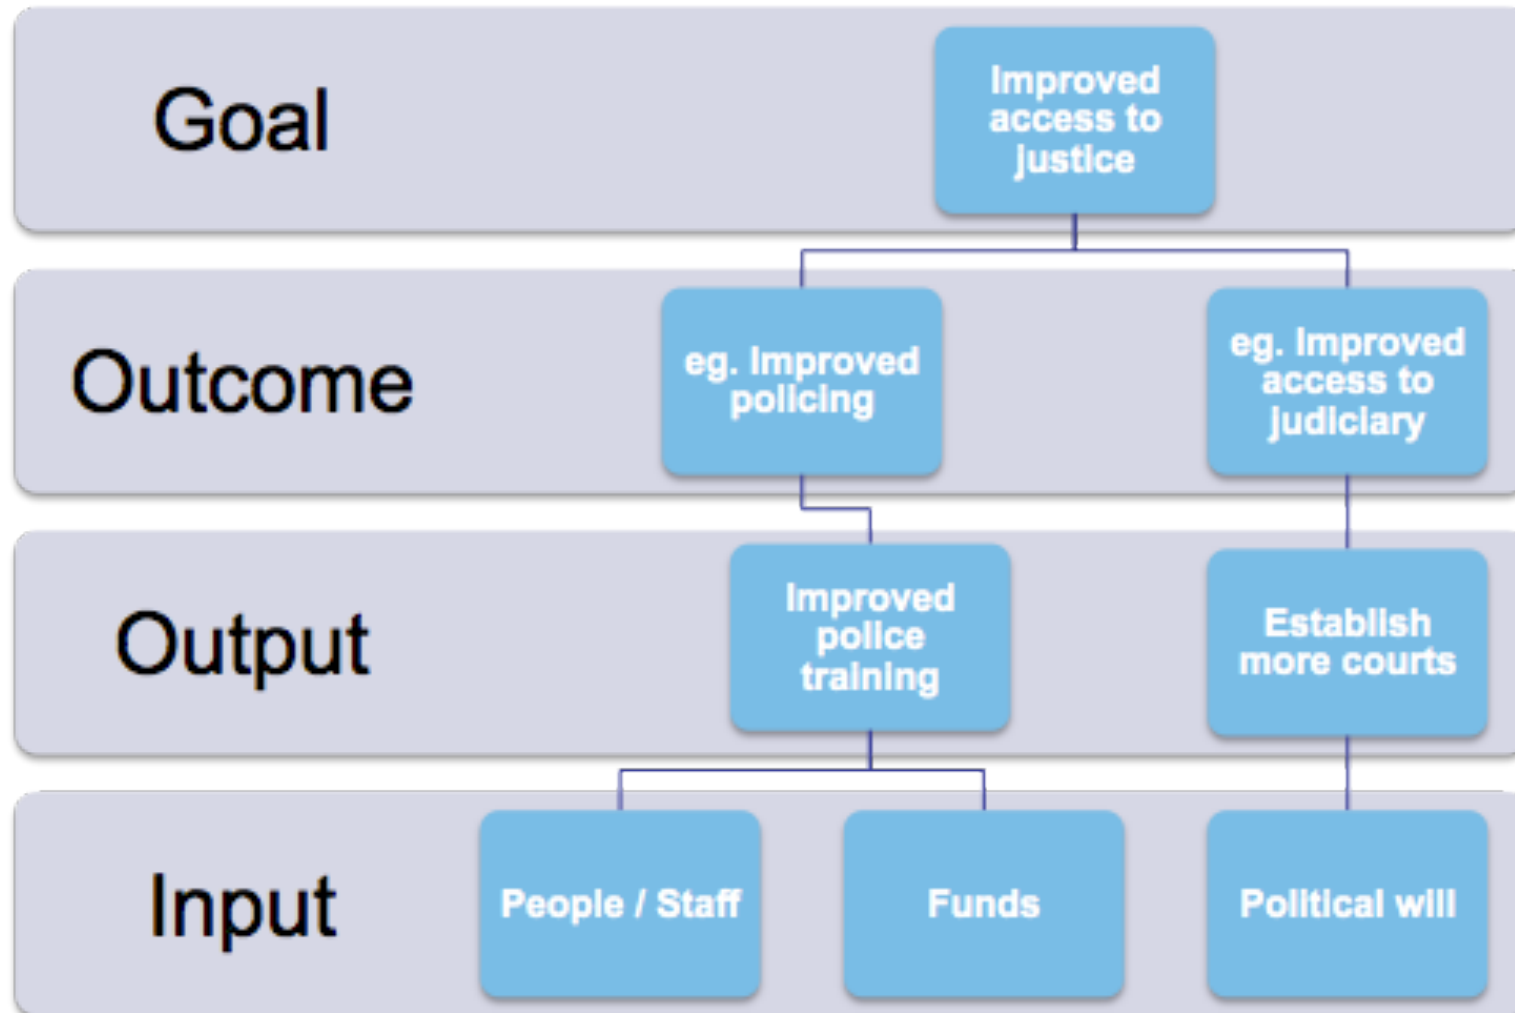 Goal
Improved
access to
justice
Outcome
eg. Improved
policing
eg. Improved
access to
judiciary
Output
Improved
police
training
Establish
more courts
Input
People / Staff
Funds
Political will